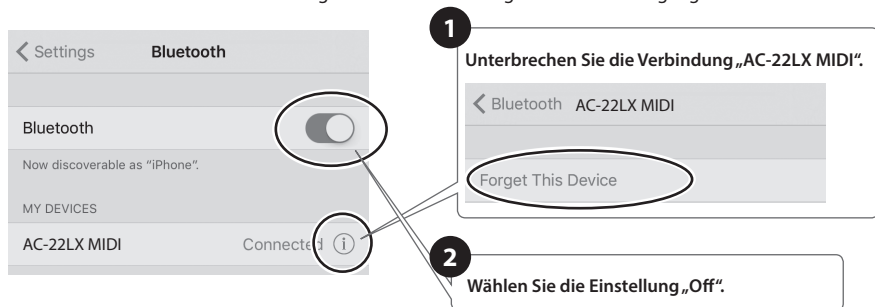 Settings Bluetooth
Bluetooth
Now discoverable as “iPhone”.
MY DEVICES
AC-22LX MIDI Connected i
1
Unterbrechen Sie die Verbindung „AC-22LX MIDI“.
Bluetooth AC-22LX MIDI
Forget This Device
2
Wählen Sie die Einstellung „Off“.